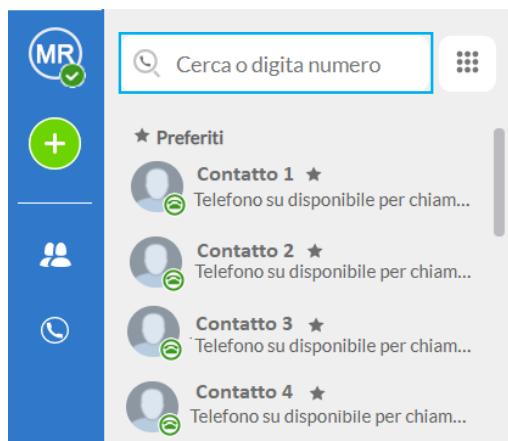 MR
Cerca o digita numero
Preferiti
Contatto 1
Telefono su disponibile per chiam...
Contatto 2
Telefono su disponibile per chiam...
Contatto 3
Telefono su disponibile per chiam...
Contatto 4
Telefono su disponibile per chiam...